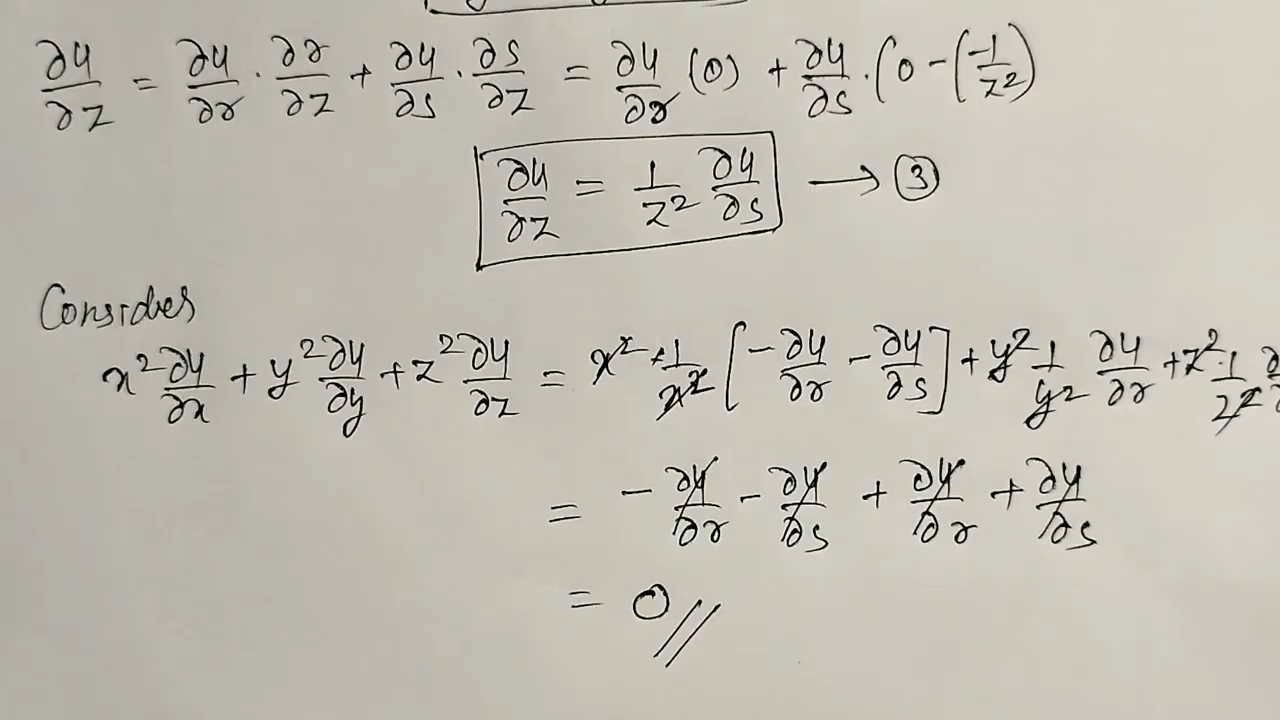 ∂u/∂z = ∂u/∂r · ∂r/∂z + ∂u/∂s · ∂s/∂z = ∂u/∂r (0) + ∂u/∂s · (0 - (-1/z²)
∂u/∂z = 1/z² ∂u/∂s → ③
Consider
x² ∂u/∂x + y² ∂u/∂y + z² ∂u/∂z = x² · 1/x² [-∂u/∂r - ∂u/∂s] + y² 1/y² ∂u/∂r + z² · 1/z²
= -∂u/∂r - ∂u/∂s + ∂u/∂r + ∂u/∂s
= 0//